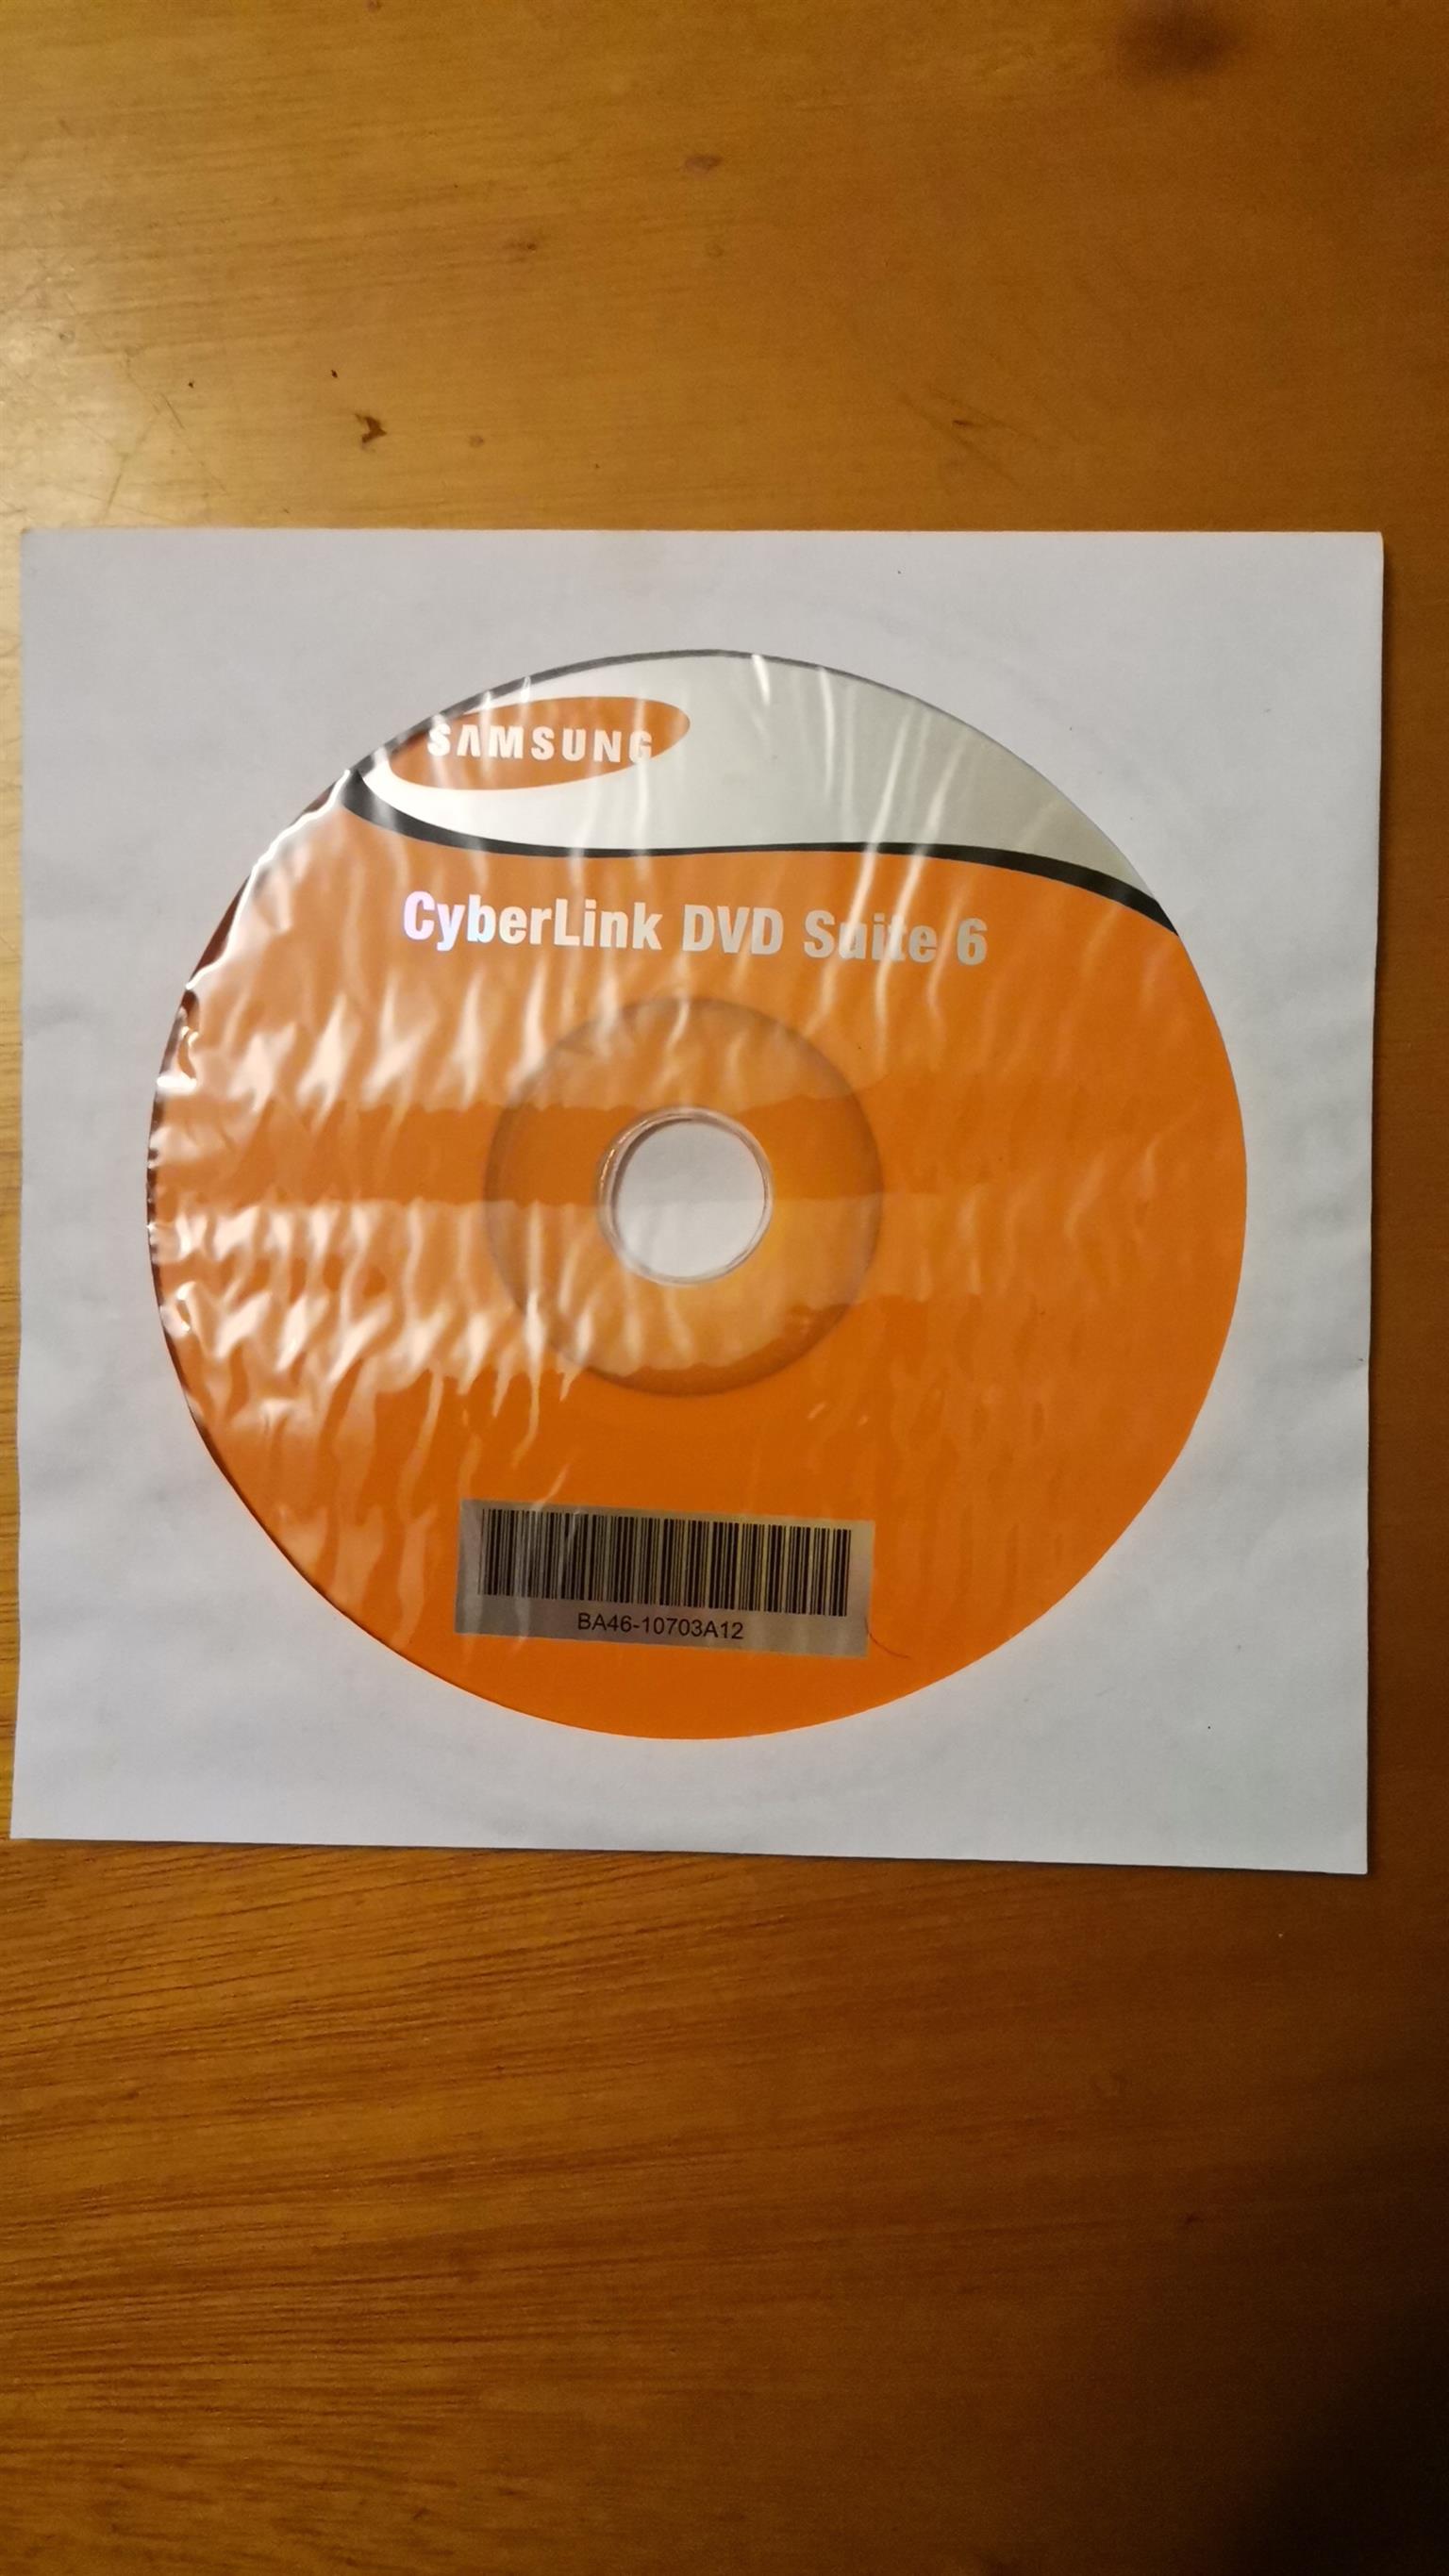 SAMSUNG
CyberLink DVD Suite 6
BA46-10703A12